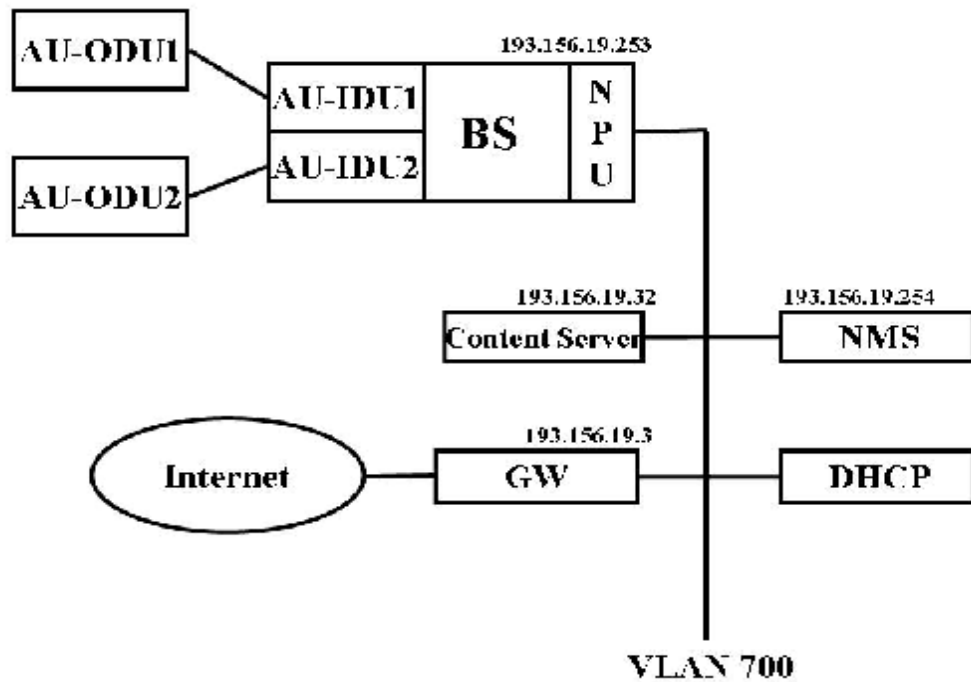 AU-ODU1
193.156.19.253
AU-IDU1
BS
N
P
U
AU-IDU2
AU-ODU2
193.156.19.32
193.156.19.254
Content Server
NMS
193.156.19.3
Internet
GW
DHCP
VLAN 700